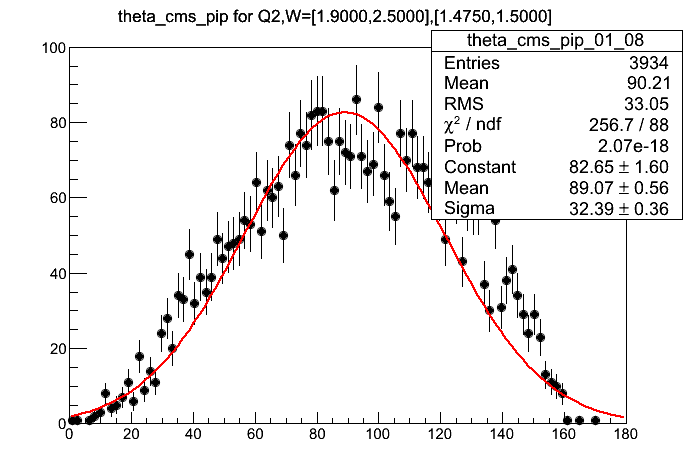 theta_cms_pip for Q2,W=[1.9000,2.5000],[1.4750,1.5000]
theta_cms_pip_01_08
Entries 3934
Mean 90.21
RMS 33.05
χ² / ndf 256.7 / 88
Prob 2.07e-18
Constant 82.65 ± 1.60
Mean 89.07 ± 0.56
Sigma 32.39 ± 0.36
100
80
60
40
20
0
0 20 40 60 80 100 120 140 160 180